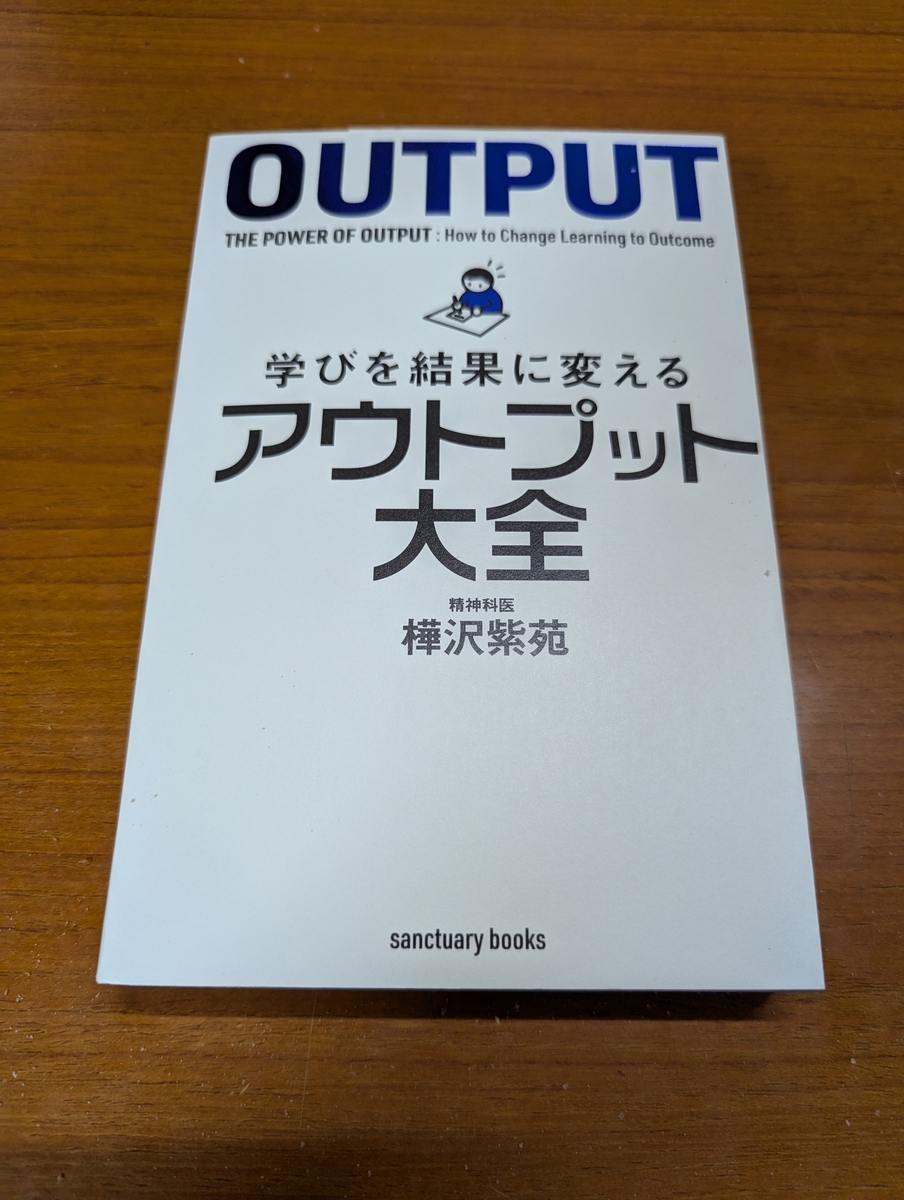 OUTPUT
THE POWER OF OUTPUT : How to Change Learning to Outcome
学びを結果に変える
アウトプット
大全
精神科医
樺沢紫苑
sanctuary books